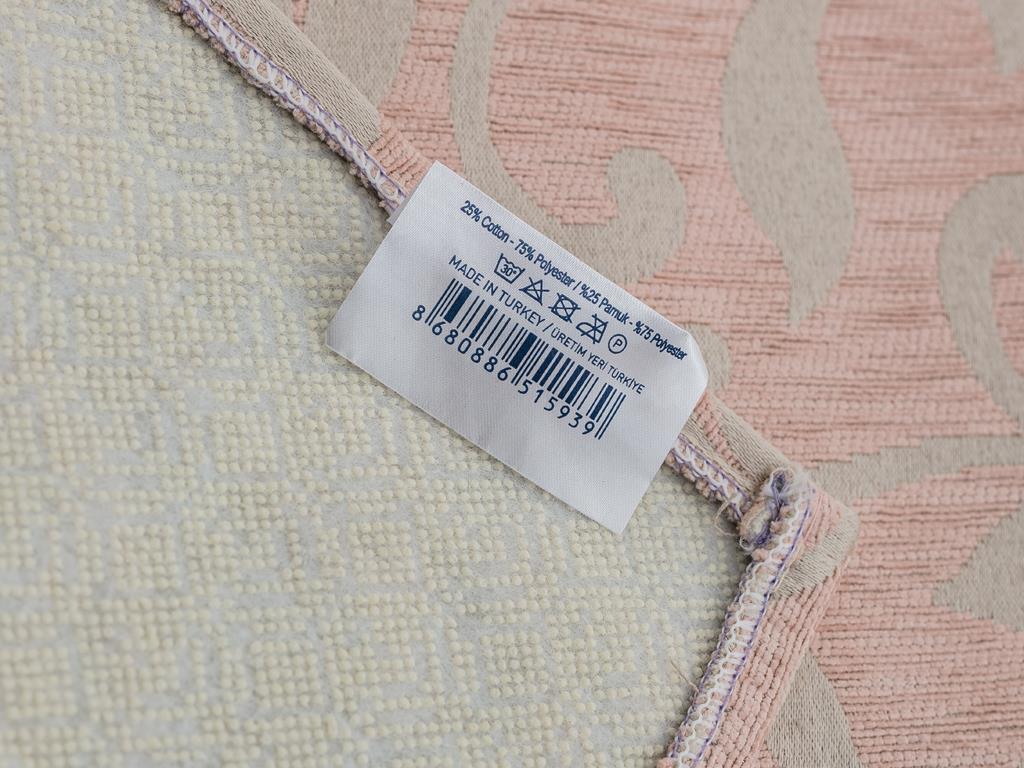 25% Cotton - 75% Polyester / %25 Pamuk - %75 Polyester
30° P
MADE IN TURKEY / ÜRETİM YERİ TÜRKİYE
8 680886 515939